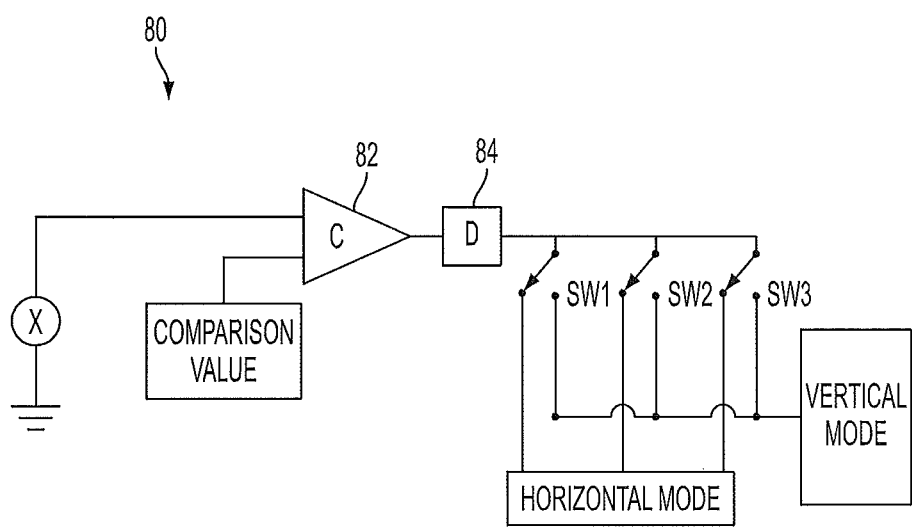 80
82
84
C
D
X
SW1
SW2
SW3
COMPARISON
VALUE
VERTICAL
MODE
HORIZONTAL MODE